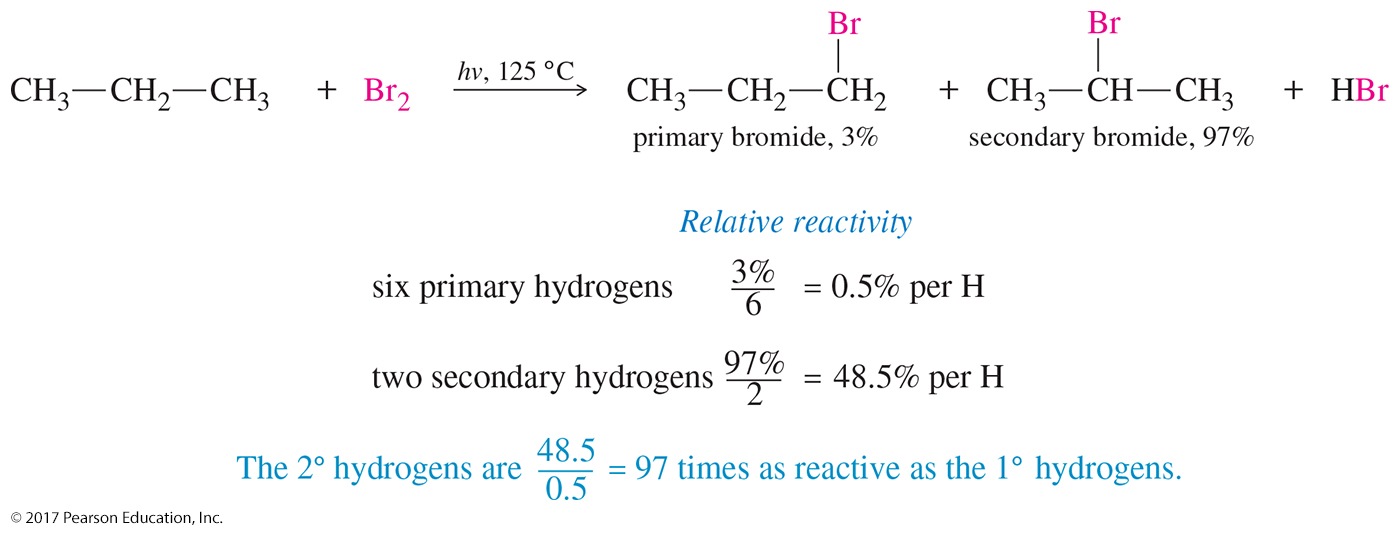 Br Br
CH₃—CH₂—CH₃ + Br₂ hν, 125 °C → CH₃—CH₂—CH₂ + CH₃—CH—CH₃ + HBr
primary bromide, 3% secondary bromide, 97%
Relative reactivity
six primary hydrogens 3%/6 = 0.5% per H
two secondary hydrogens 97%/2 = 48.5% per H
The 2° hydrogens are 48.5/0.5 = 97 times as reactive as the 1° hydrogens.
© 2017 Pearson Education, Inc.